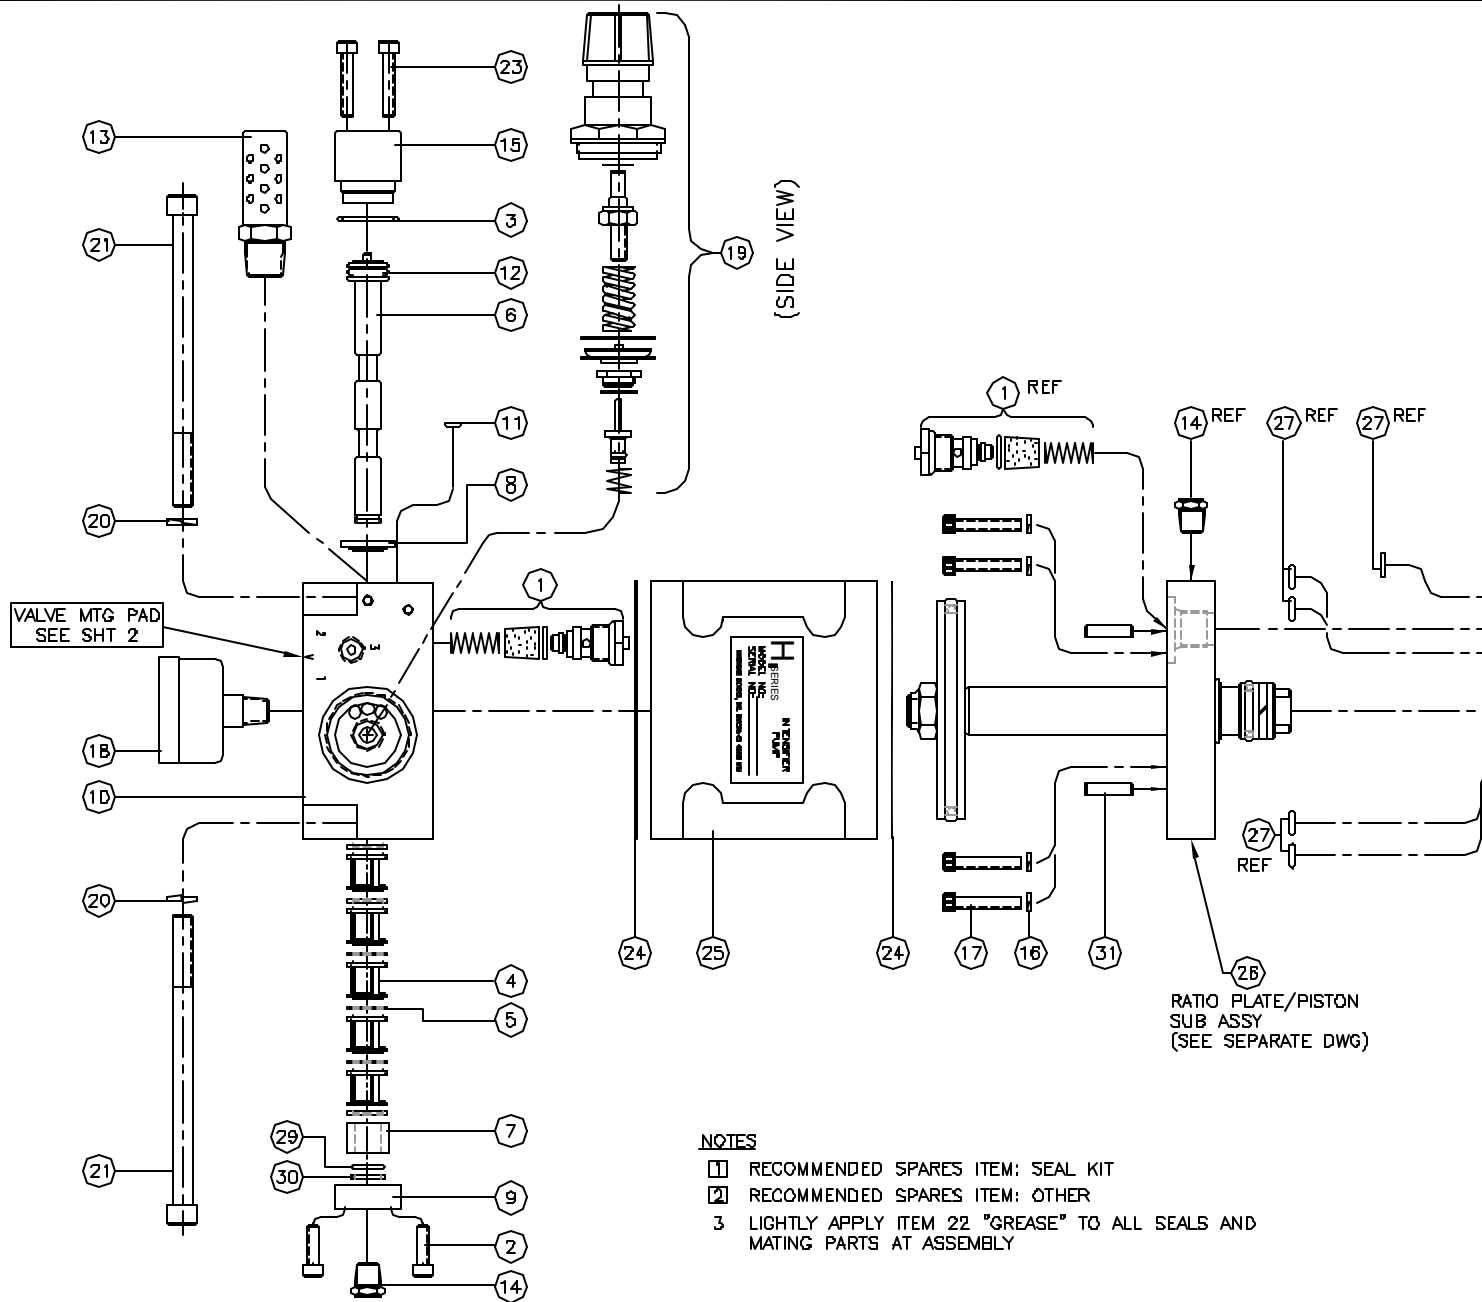 23
13
15
3
21
12
19
(SIDE VIEW)
6
1 REF
11
14 REF
27 REF
27 REF
8
20
1
VALVE MTG PAD
SEE SHT 2
2
3
V
1
H
SERIES
INTENSIFIER
PUMP
MODEL NO:
SERIAL NO:
18
10
31
27
REF
20
24
25
24
17
16
26
RATIO PLATE/PISTON
SUB ASSY
(SEE SEPARATE DWG)
4
5
29
7
21
30
9
2
14
NOTES
1 RECOMMENDED SPARES ITEM: SEAL KIT
2 RECOMMENDED SPARES ITEM: OTHER
3 LIGHTLY APPLY ITEM 22 "GREASE" TO ALL SEALS AND
MATING PARTS AT ASSEMBLY